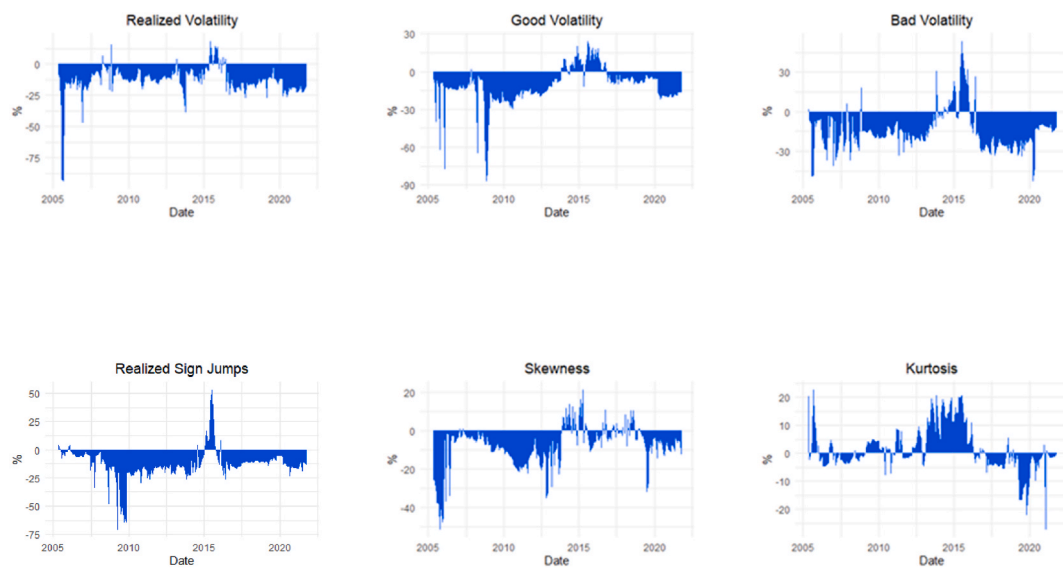 Realized Volatility
0
-25
-50
-75
%
2005 2010 2015 2020
Date
Good Volatility
30
0
-30
-60
-90
%
2005 2010 2015 2020
Date
Bad Volatility
30
0
-30
%
2005 2010 2015 2020
Date
Realized Sign Jumps
50
25
0
-25
-50
-75
%
2005 2010 2015 2020
Date
Skewness
20
0
-20
-40
%
2005 2010 2015 2020
Date
Kurtosis
20
10
0
-10
-20
%
2005 2010 2015 2020
Date